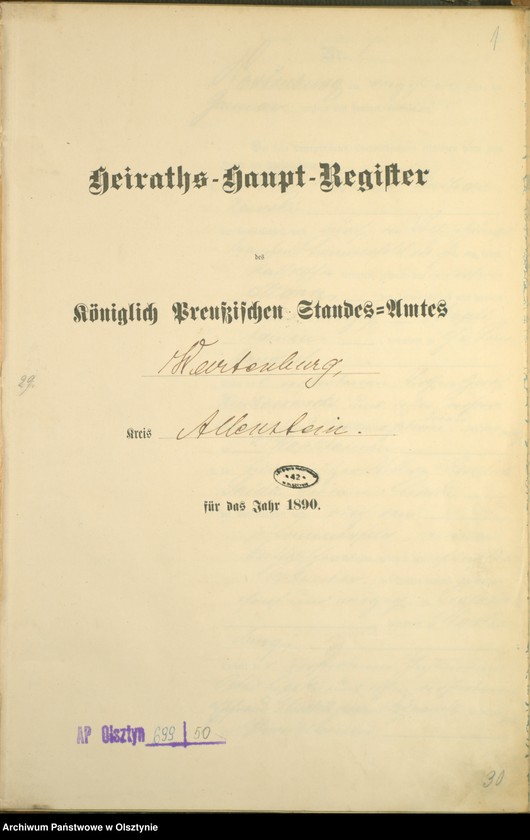 1
Heiraths-Haupt-Register
des
Königlich Preußischen Standes-Amtes
Wartenburg,
29.
Kreis Allenstein.
42
für das Jahr 1890.
AP Olsztyn 699 | 50
30
Archiwum Państwowe w Olsztynie